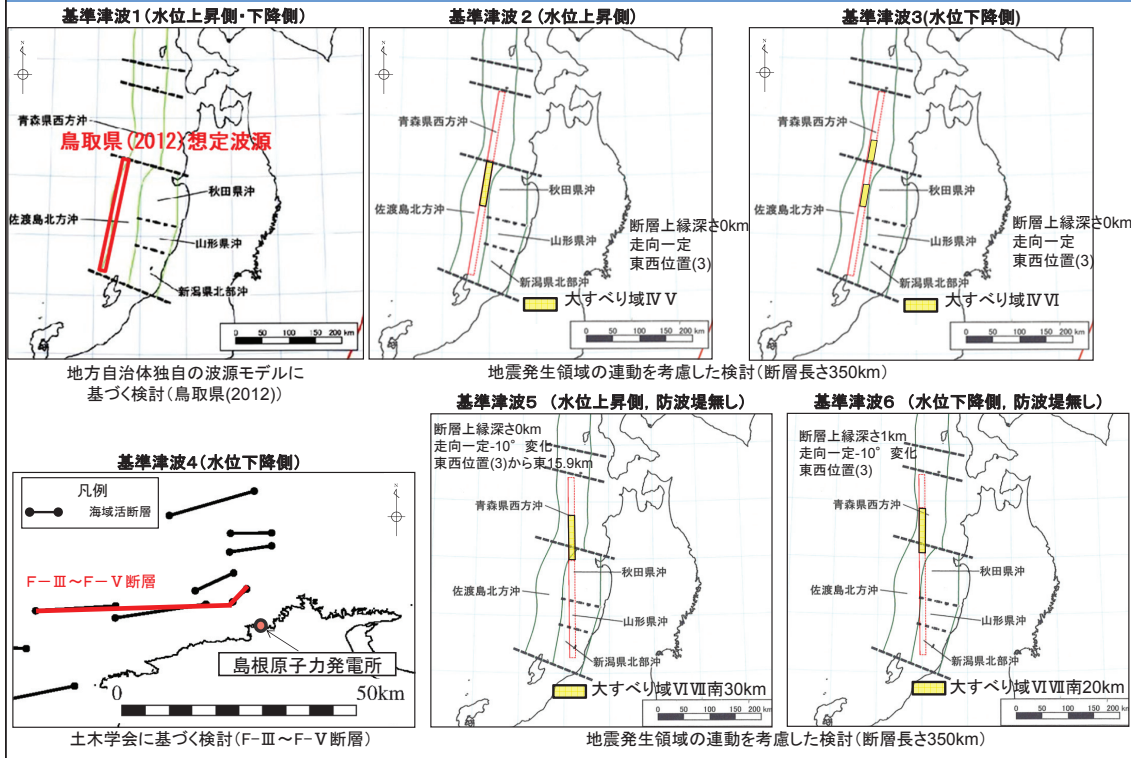 基準津波1(水位上昇側・下降側)
青森県西方沖
鳥取県(2012)想定波源
秋田県沖
佐渡島北方沖
山形県沖
新潟県北部沖
0 50 100 150 200 km
地方自治体独自の波源モデルに
基づく検討(鳥取県(2012))
基準津波2(水位上昇側)
青森県西方沖
秋田県沖
佐渡島北方沖
山形県沖
断層上縁深さ0km
走向一定
東西位置(3)
新潟県北部沖
大すべり域ⅣⅤ
0 50 100 150 200 km
基準津波3(水位下降側)
青森県西方沖
秋田県沖
佐渡島北方沖
山形県沖
断層上縁深さ0km
走向一定
東西位置(3)
新潟県北部沖
大すべり域ⅣⅥ
0 50 100 150 200 km
地震発生領域の連動を考慮した検討(断層長さ350km)
基準津波4(水位下降側)
凡例
海域活断層
F-Ⅲ~F-Ⅴ断層
島根原子力発電所
0 50km
土木学会に基づく検討(F-Ⅲ~F-Ⅴ断層)
基準津波5 (水位上昇側, 防波堤無し)
断層上縁深さ0km
走向一定-10°変化
東西位置(3)から東15.9km
青森県西方沖
秋田県沖
佐渡島北方沖
山形県沖
新潟県北部沖
大すべり域ⅥⅦ南30km
0 50 100 150 200 km
基準津波6 (水位下降側, 防波堤無し)
断層上縁深さ1km
走向一定-10°変化
東西位置(3)
青森県西方沖
秋田県沖
佐渡島北方沖
山形県沖
新潟県北部沖
大すべり域ⅥⅦ南20km
0 50 100 150 200 km
地震発生領域の連動を考慮した検討(断層長さ350km)